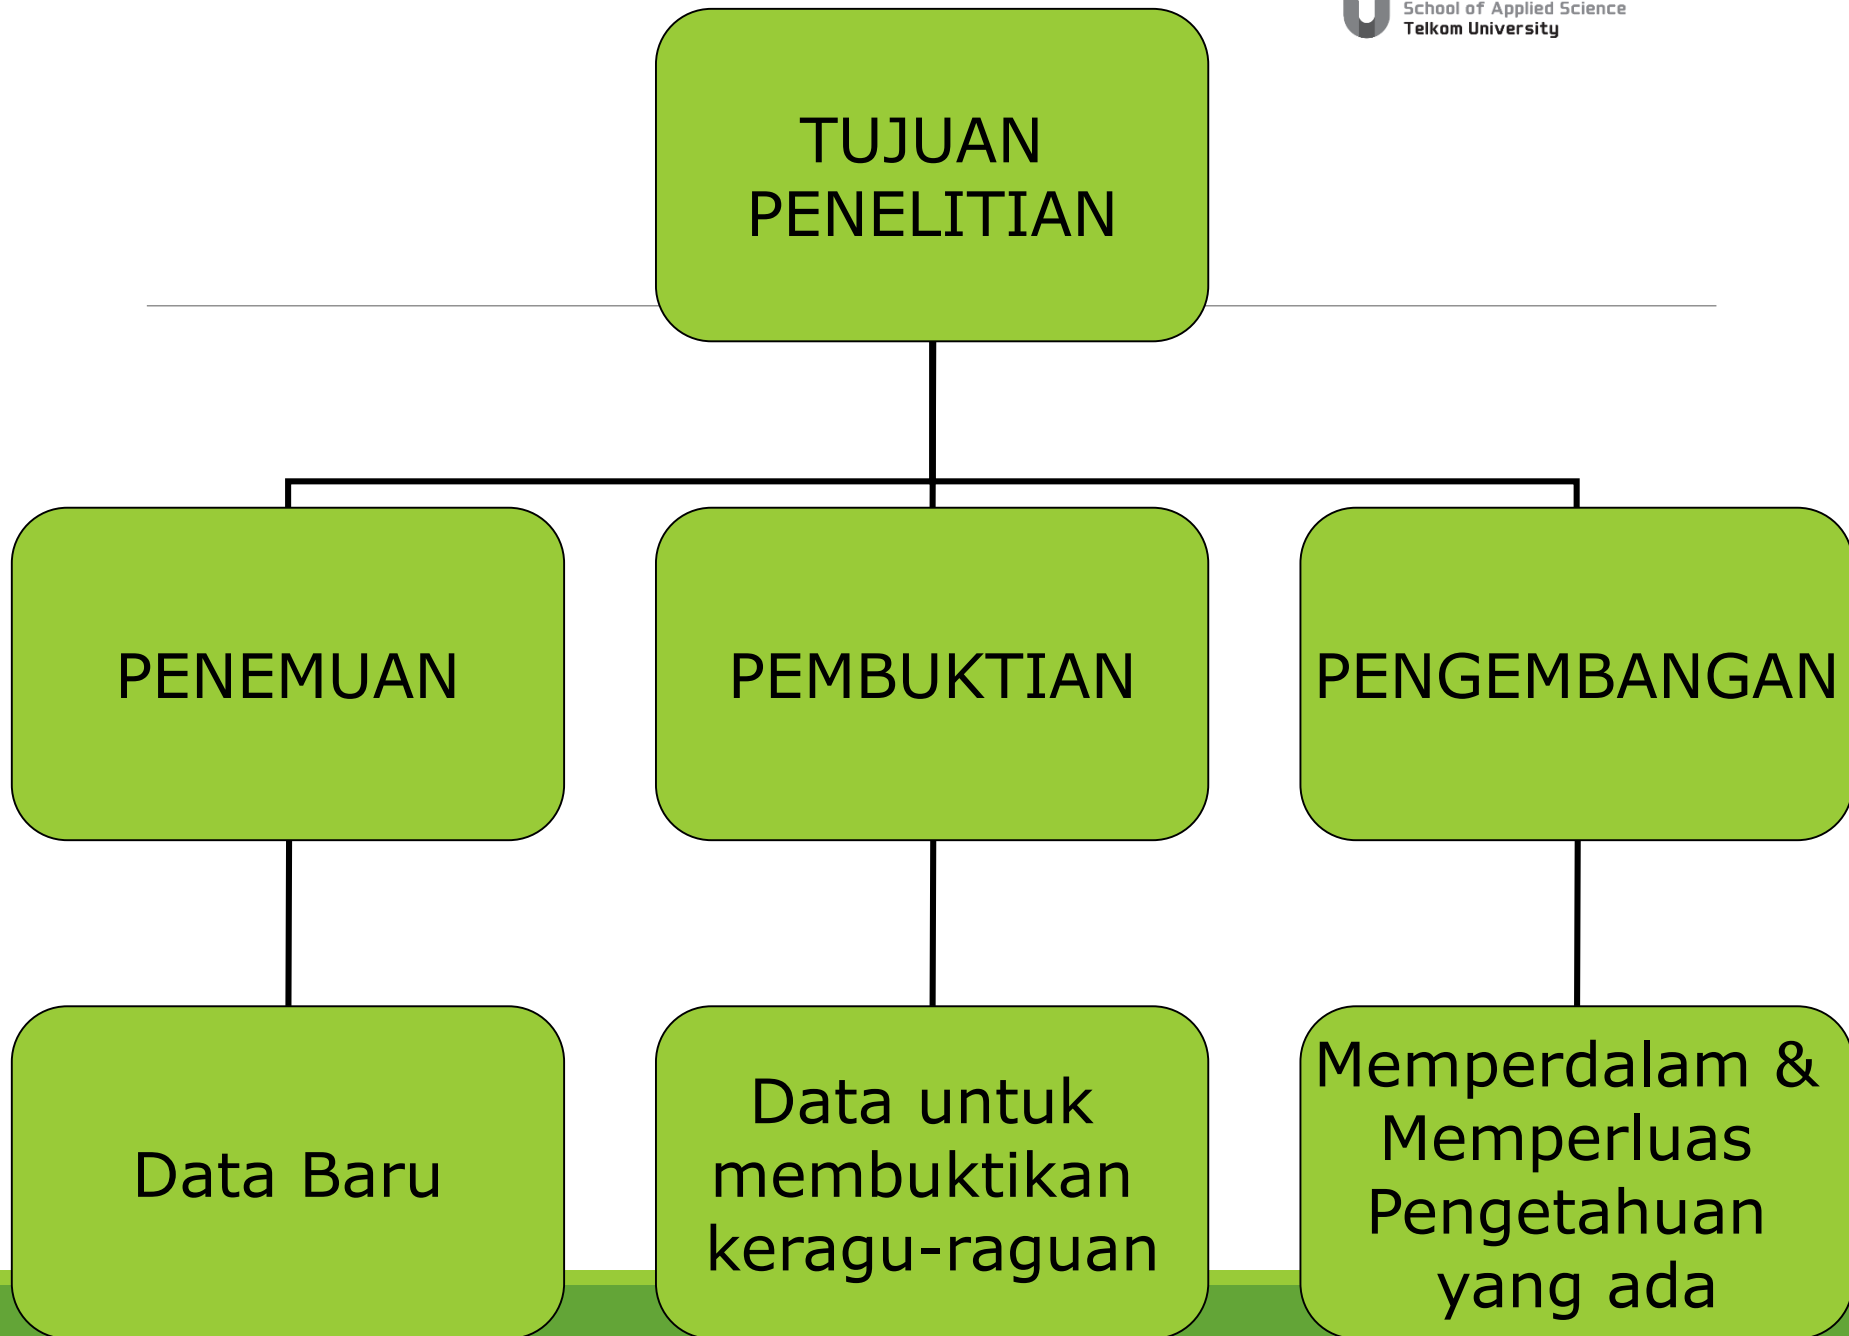 School of Applied Science
Telkom University
TUJUAN
PENELITIAN
PENEMUAN
PEMBUKTIAN
PENGEMBANGAN
Data Baru
Data untuk
membuktikan
keragu-raguan
Memperdalam &
Memperluas
Pengetahuan
yang ada